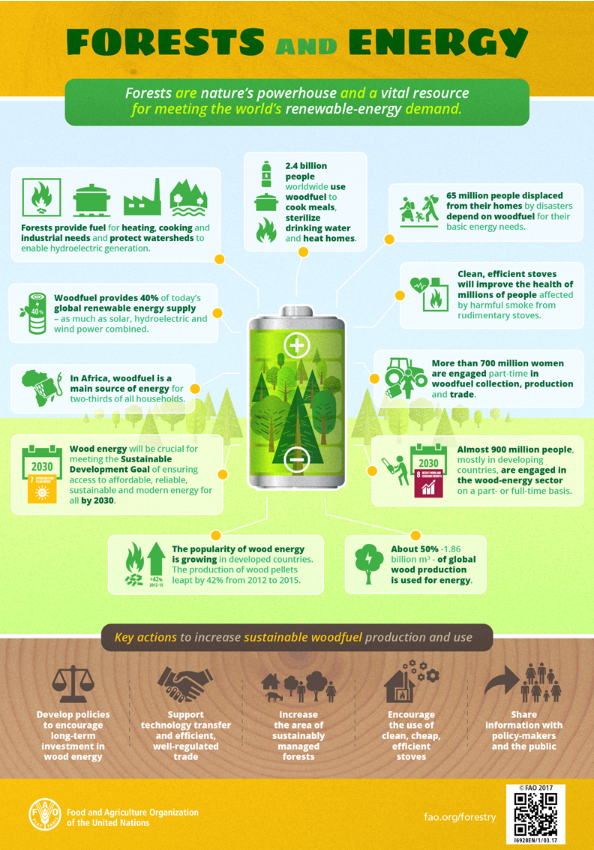 FORESTS AND ENERGY
Forests are nature's powerhouse and a vital resource
for meeting the world's renewable-energy demand.
Forests provide fuel for heating, cooking and
industrial needs and protect watersheds to
enable hydroelectric generation.
2.4 billion
people
worldwide use
woodfuel to
cook meals,
sterilize
drinking water
and heat homes.
65 million people displaced
from their homes by disasters
depend on woodfuel for their
basic energy needs.
Clean, efficient stoves
will improve the health of
millions of people affected
by harmful smoke from
rudimentary stoves.
40%
Woodfuel provides 40% of today's
global renewable energy supply
– as much as solar, hydroelectric and
wind power combined.
In Africa, woodfuel is a
main source of energy for
two-thirds of all households.
More than 700 million women
are engaged part-time in
woodfuel collection, production
and trade.
2030
7
Wood energy will be crucial for
meeting the Sustainable
Development Goal of ensuring
access to affordable, reliable,
sustainable and modern energy for
all by 2030.
2030
8
Almost 900 million people,
mostly in developing
countries, are engaged in
the wood-energy sector
on a part- or full-time basis.
+42%
2012-15
The popularity of wood energy
is growing in developed countries.
The production of wood pellets
leapt by 42% from 2012 to 2015.
About 50% -1.86
billion m³ - of global
wood production
is used for energy.
Key actions to increase sustainable woodfuel production and use
Develop policies
to encourage
long-term
investment in
wood energy
Support
technology transfer
and efficient,
well-regulated
trade
Increase
the area of
sustainably
managed
forests
Encourage
the use of
clean, cheap,
efficient
stoves
Share
information with
policy-makers
and the public
Food and Agriculture Organization
of the United Nations
fao.org/forestry
© FAO 2017
I6928EN/1/03.17